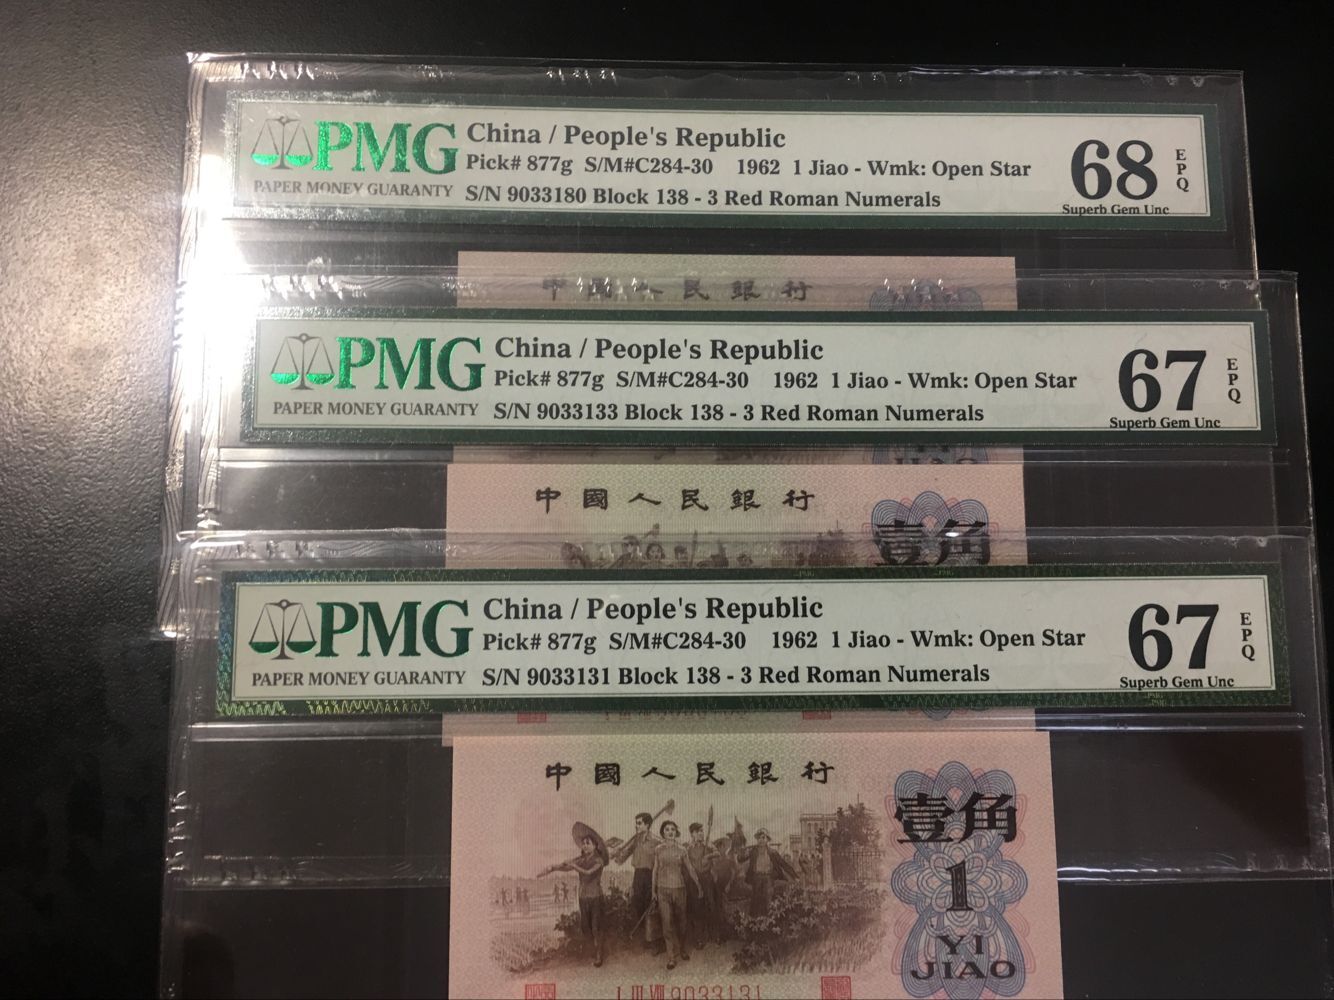 PMG
PAPER MONEY GUARANTY
China / People's Republic
Pick# 877g S/M#C284-30 1962 1 Jiao - Wmk: Open Star
S/N 9033180 Block 138 - 3 Red Roman Numerals
68
EPQ
Superb Gem Unc
中國人民銀行
PMG
PAPER MONEY GUARANTY
China / People's Republic
Pick# 877g S/M#C284-30 1962 1 Jiao - Wmk: Open Star
S/N 9033133 Block 138 - 3 Red Roman Numerals
67
EPQ
Superb Gem Unc
JIAO
中國人民銀行
壹角
PMG
PAPER MONEY GUARANTY
China / People's Republic
Pick# 877g S/M#C284-30 1962 1 Jiao - Wmk: Open Star
S/N 9033131 Block 138 - 3 Red Roman Numerals
67
EPQ
Superb Gem Unc
中國人民銀行
壹角
1
YI
JIAO
I III VIII 9033131